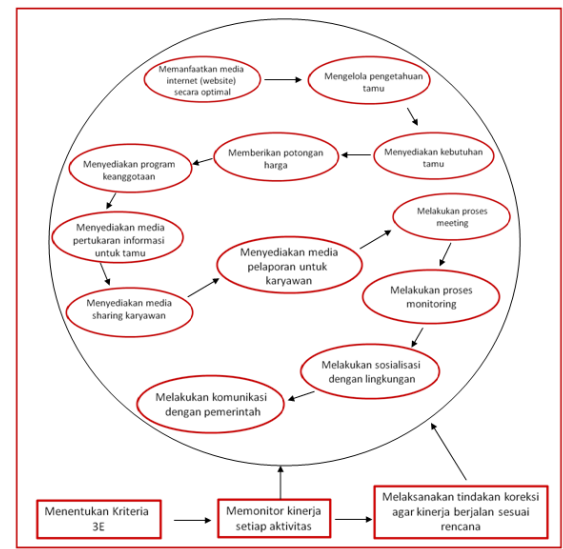 Memanfaatkan media
internet (website)
secara optimal
Mengelola pengetahuan
tamu
Menyediakan kebutuhan
tamu
Memberikan potongan
harga
Menyediakan program
keanggotaan
Menyediakan media
pertukaran informasi
untuk tamu
Menyediakan media
sharing karyawan
Menyediakan media
pelaporan untuk
karyawan
Melakukan proses
meeting
Melakukan proses
monitoring
Melakukan sosialisasi
dengan lingkungan
Melakukan komunikasi
dengan pemerintah
Menentukan Kriteria
3E
Memonitor kinerja
setiap aktivitas
Melaksanakan tindakan koreksi
agar kinerja berjalan sesuai
rencana